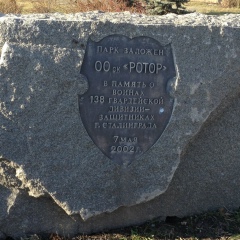 ПАРК ЗАЛОЖЕН
ООО СК «РОТОР»
В ПАМЯТЬ О
ВОИНАХ
138 ГВАРДЕЙСКОЙ
ДИВИЗИИ-
ЗАЩИТНИКАХ
Г. СТАЛИНГРАДА
7 МАЯ
2002 г.